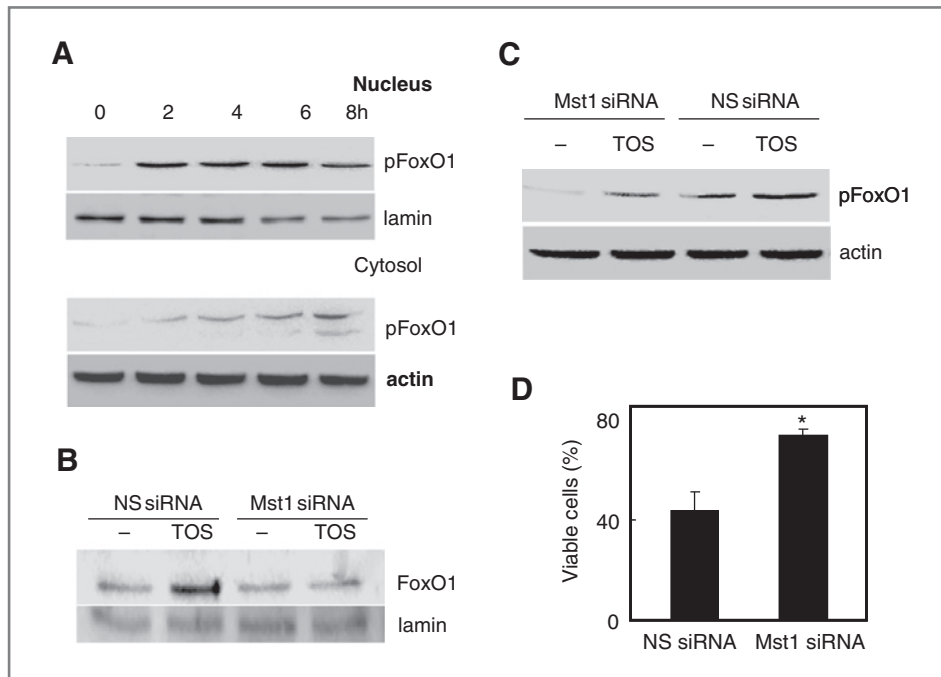 A
Nucleus
0 2 4 6 8h
pFoxO1
lamin
Cytosol
pFoxO1
actin
B
NS siRNA Mst1 siRNA
– TOS – TOS
FoxO1
lamin
C
Mst1 siRNA NS siRNA
– TOS – TOS
pFoxO1
actin
D
Viable cells (%)
80
40
0
*
NS siRNA Mst1 siRNA